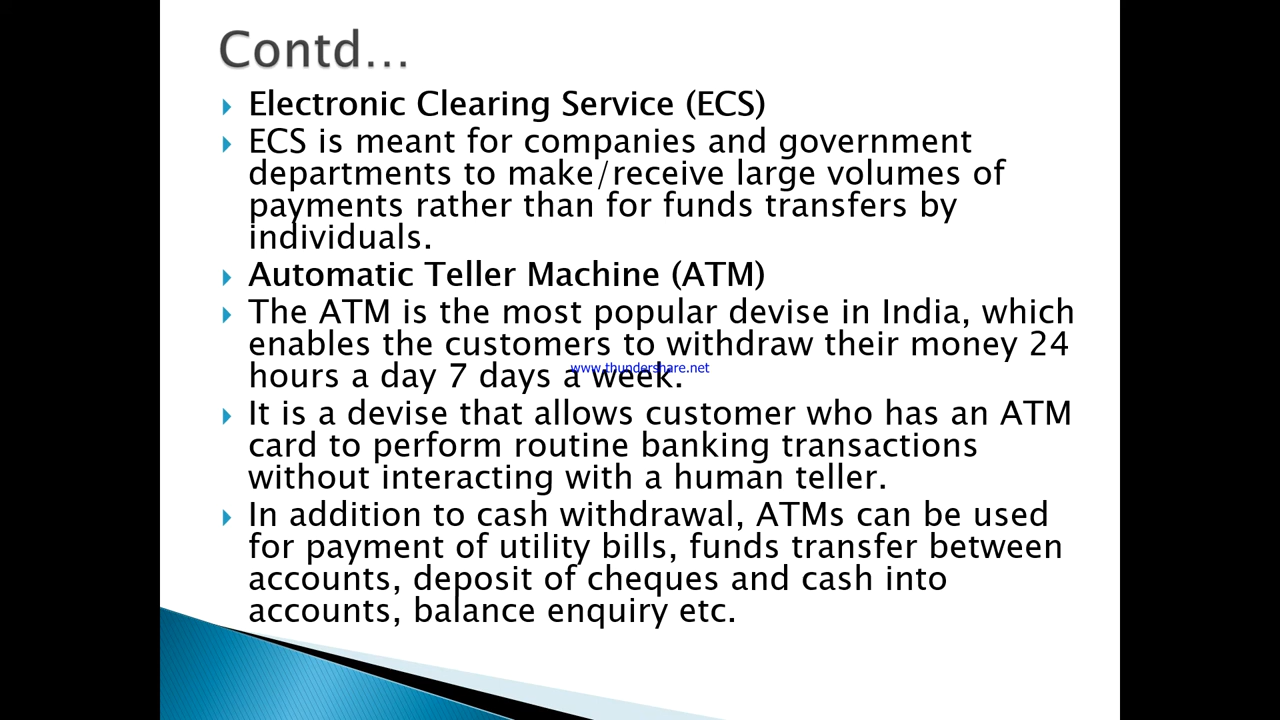 Contd...
Electronic Clearing Service (ECS)
ECS is meant for companies and government
departments to make/receive large volumes of
payments rather than for funds transfers by
individuals.
Automatic Teller Machine (ATM)
The ATM is the most popular devise in India, which
enables the customers to withdraw their money 24
hours a day 7 days a week.
www.thundershare.net
It is a devise that allows customer who has an ATM
card to perform routine banking transactions
without interacting with a human teller.
In addition to cash withdrawal, ATMs can be used
for payment of utility bills, funds transfer between
accounts, deposit of cheques and cash into
accounts, balance enquiry etc.